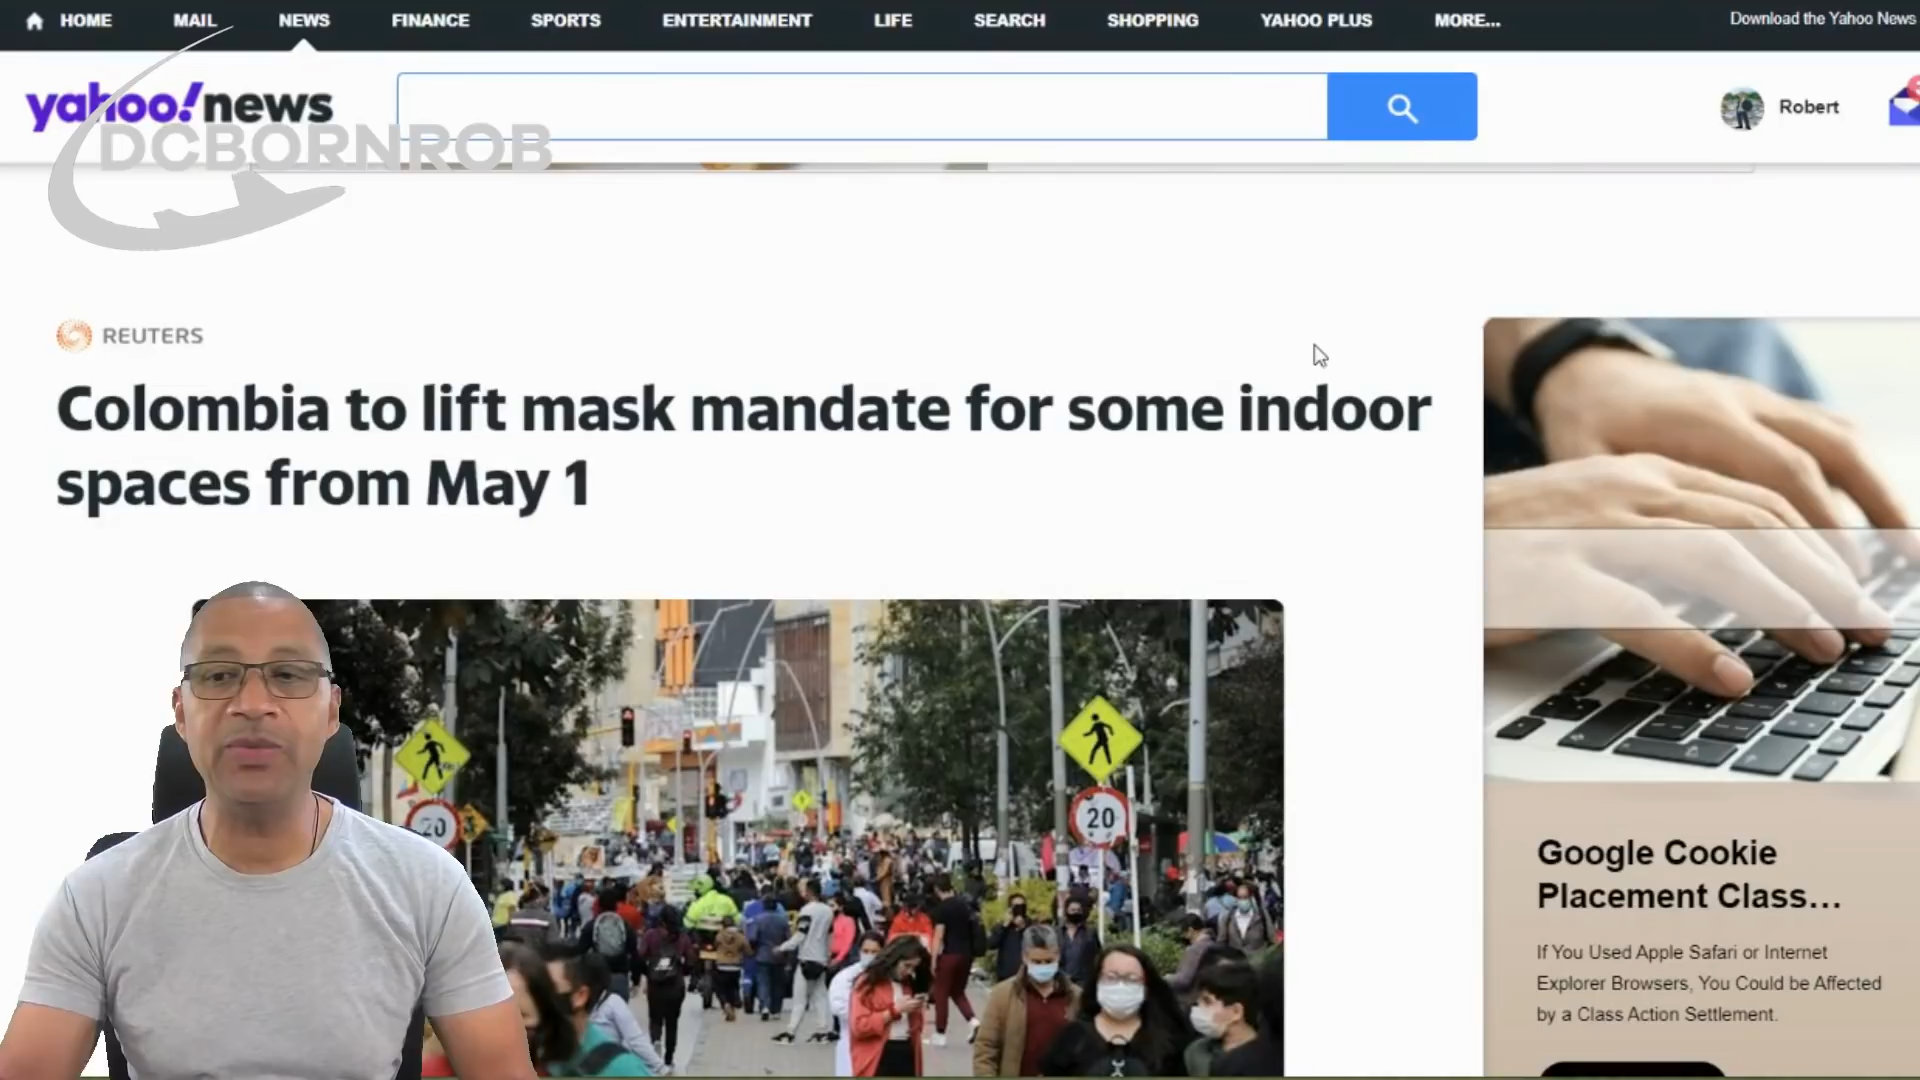 HOME MAIL NEWS FINANCE SPORTS ENTERTAINMENT LIFE SEARCH SHOPPING YAHOO PLUS MORE... Download the Yahoo News
yahoo!news
Robert
DCBORNROB
REUTERS
Colombia to lift mask mandate for some indoor
spaces from May 1
20
20
Google Cookie
Placement Class...
If You Used Apple Safari or Internet
Explorer Browsers, You Could be Affected
by a Class Action Settlement.